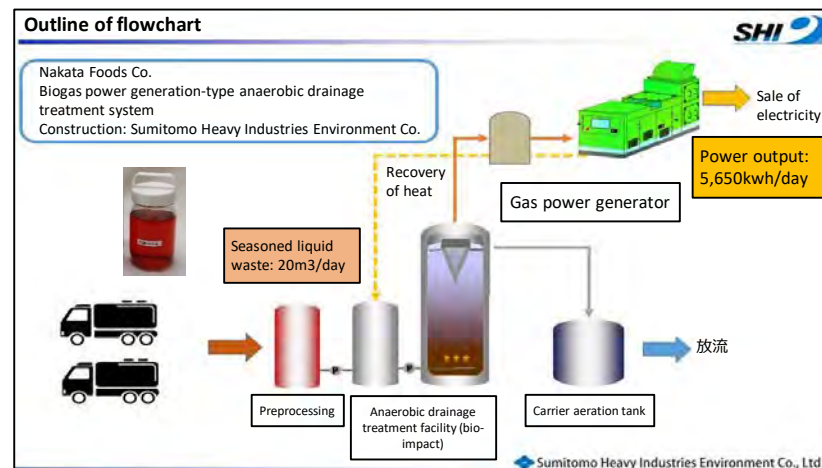 Outline of flowchart
SHI
Nakata Foods Co.
Biogas power generation-type anaerobic drainage
treatment system
Construction: Sumitomo Heavy Industries Environment Co.
Sale of
electricity
Power output:
5,650kwh/day
Recovery
of heat
Gas power generator
Seasoned liquid
waste: 20m3/day
P
P
放流
Preprocessing
Anaerobic drainage
treatment facility (bio-
impact)
Carrier aeration tank
Sumitomo Heavy Industries Environment Co., Ltd